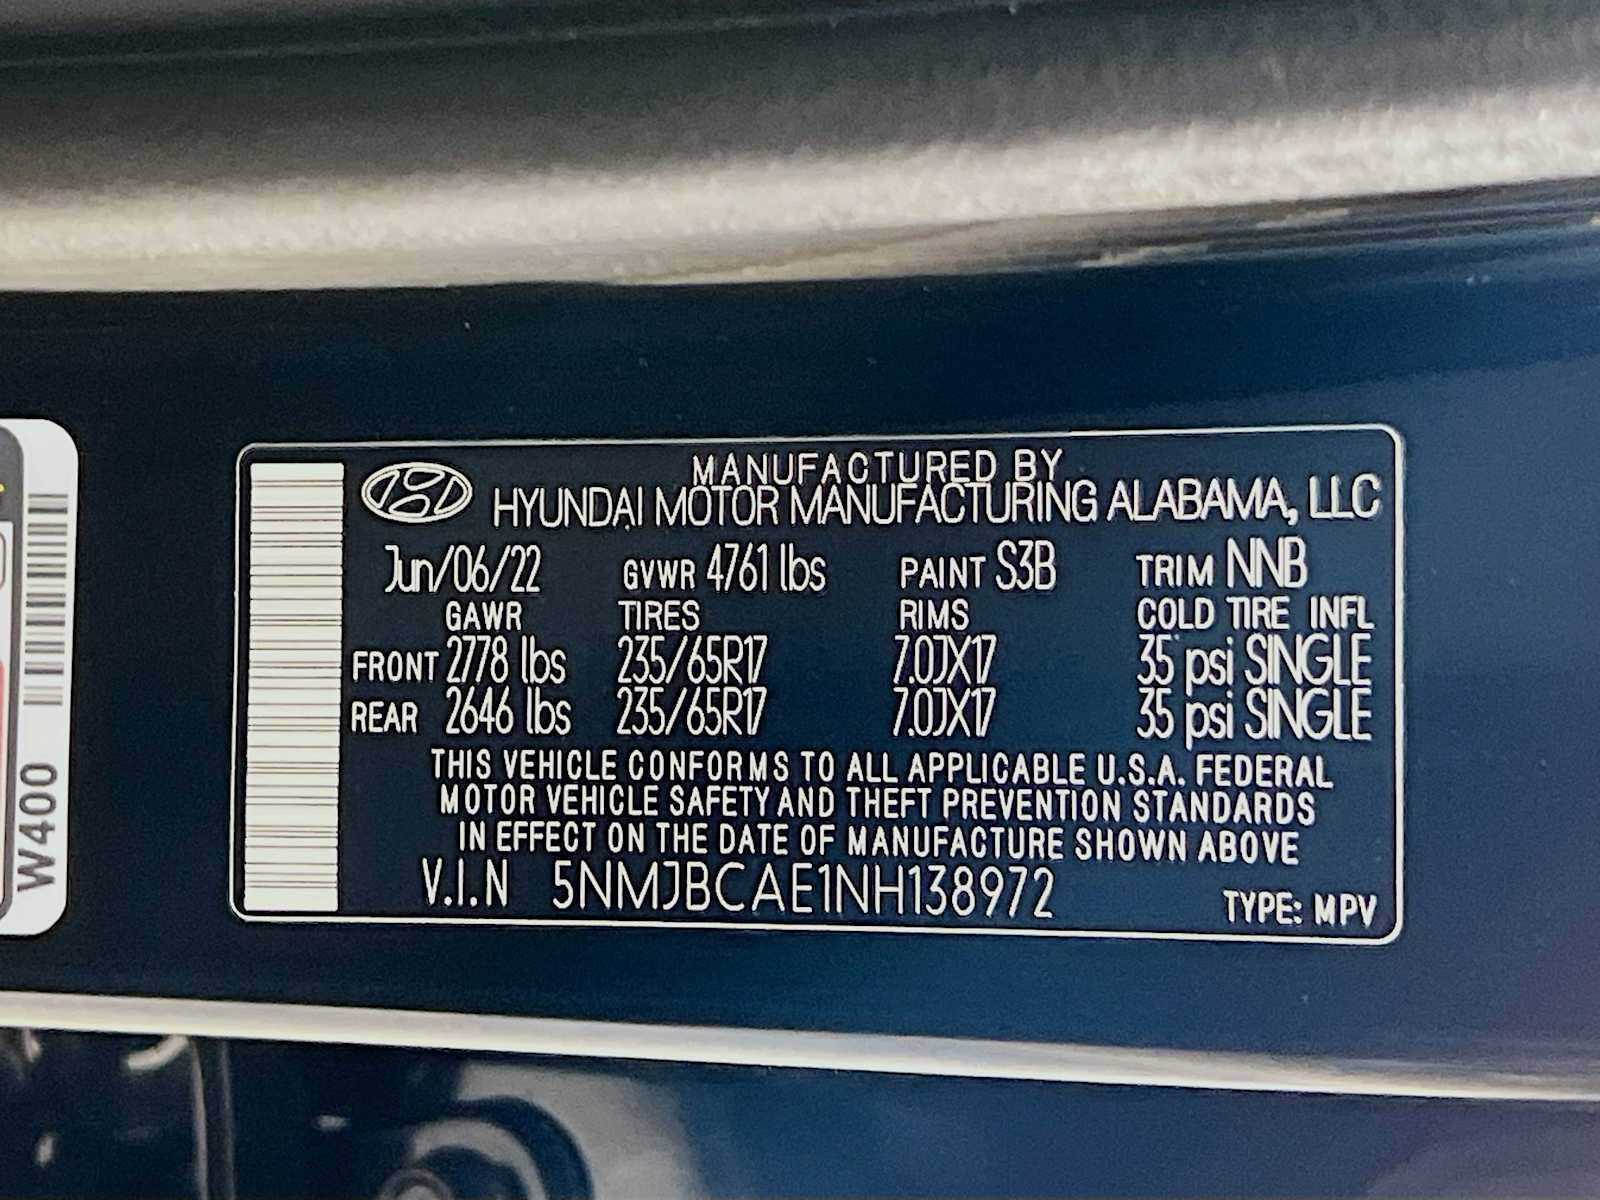 W400
MANUFACTURED BY
HYUNDAI MOTOR MANUFACTURING ALABAMA, LLC
Jun/06/22 GVWR 4761 lbs PAINT S3B TRIM NNB
GAWR TIRES RIMS COLD TIRE INFL
FRONT 2778 lbs 235/65R17 7.0JX17 35 psi SINGLE
REAR 2646 lbs 235/65R17 7.0JX17 35 psi SINGLE
THIS VEHICLE CONFORMS TO ALL APPLICABLE U.S.A. FEDERAL
MOTOR VEHICLE SAFETY AND THEFT PREVENTION STANDARDS
IN EFFECT ON THE DATE OF MANUFACTURE SHOWN ABOVE
V.I.N 5NMJBCAE1NH138972 TYPE: MPV